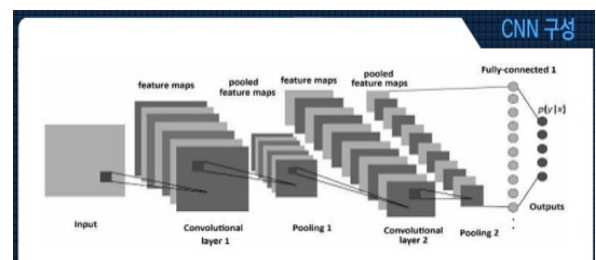 CNN 구성
feature maps
pooled
feature maps
feature maps
pooled
feature maps
Fully-connected 1
p(y|x)
Input
Convolutional
layer 1
Pooling 1
Convolutional
layer 2
Pooling 2
Outputs